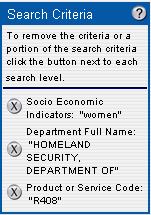 Search Criteria ?
To remove the criteria or a
portion of the search criteria
click the button next to each
search level.
X Socio Economic
Indicators: "women"
Department Full Name:
X "HOMELAND
SECURITY,
DEPARTMENT OF"
X Product or Service Code:
"R408"